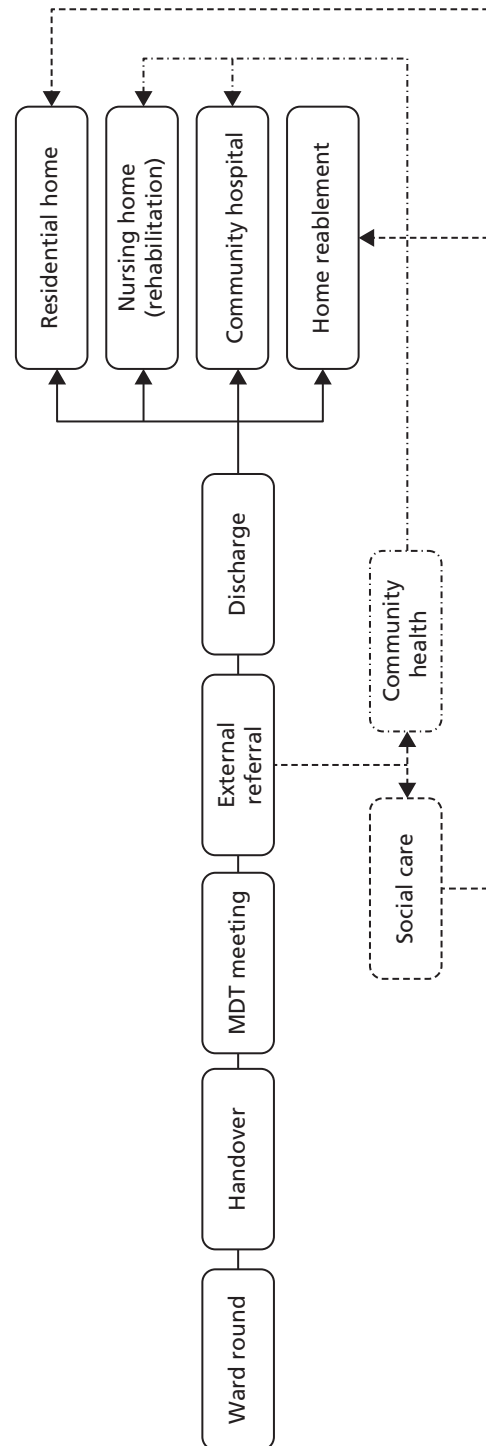 Ward round
Handover
MDT meeting
External
referral
Discharge
Social care
Community
health
Residential home
Nursing home
(rehabilitation)
Community hospital
Home reablement